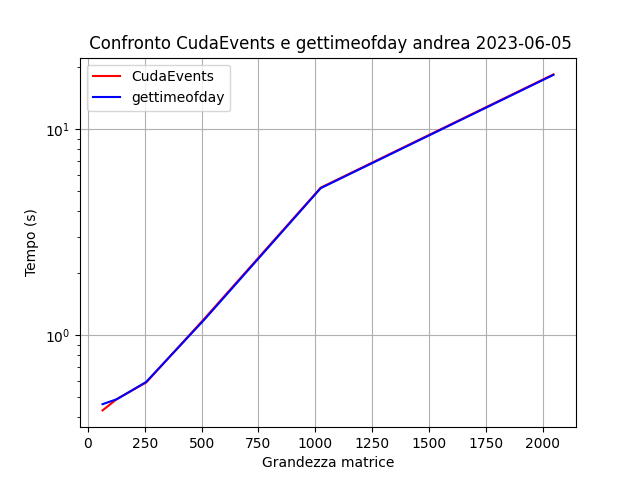 Confronto CudaEvents e gettimeofday andrea 2023-06-05
CudaEvents
gettimeofday
Tempo (s)
10^1
10^0
0 250 500 750 1000 1250 1500 1750 2000
Grandezza matrice